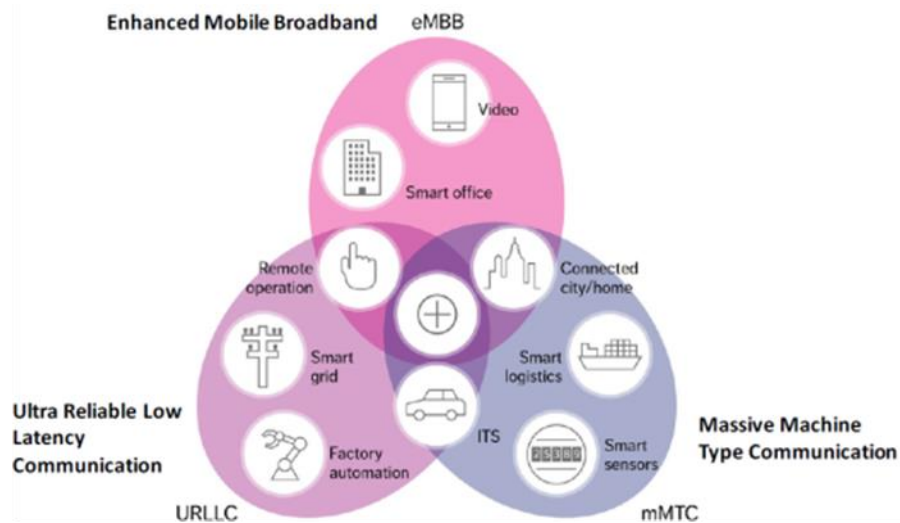 Enhanced Mobile Broadband
eMBB
Video
Smart office
Remote
operation
Connected
city/home
Smart
grid
Smart
logistics
Ultra Reliable Low
Latency
Communication
Factory
automation
ITS
Smart
sensors
Massive Machine
Type Communication
URLLC
mMTC